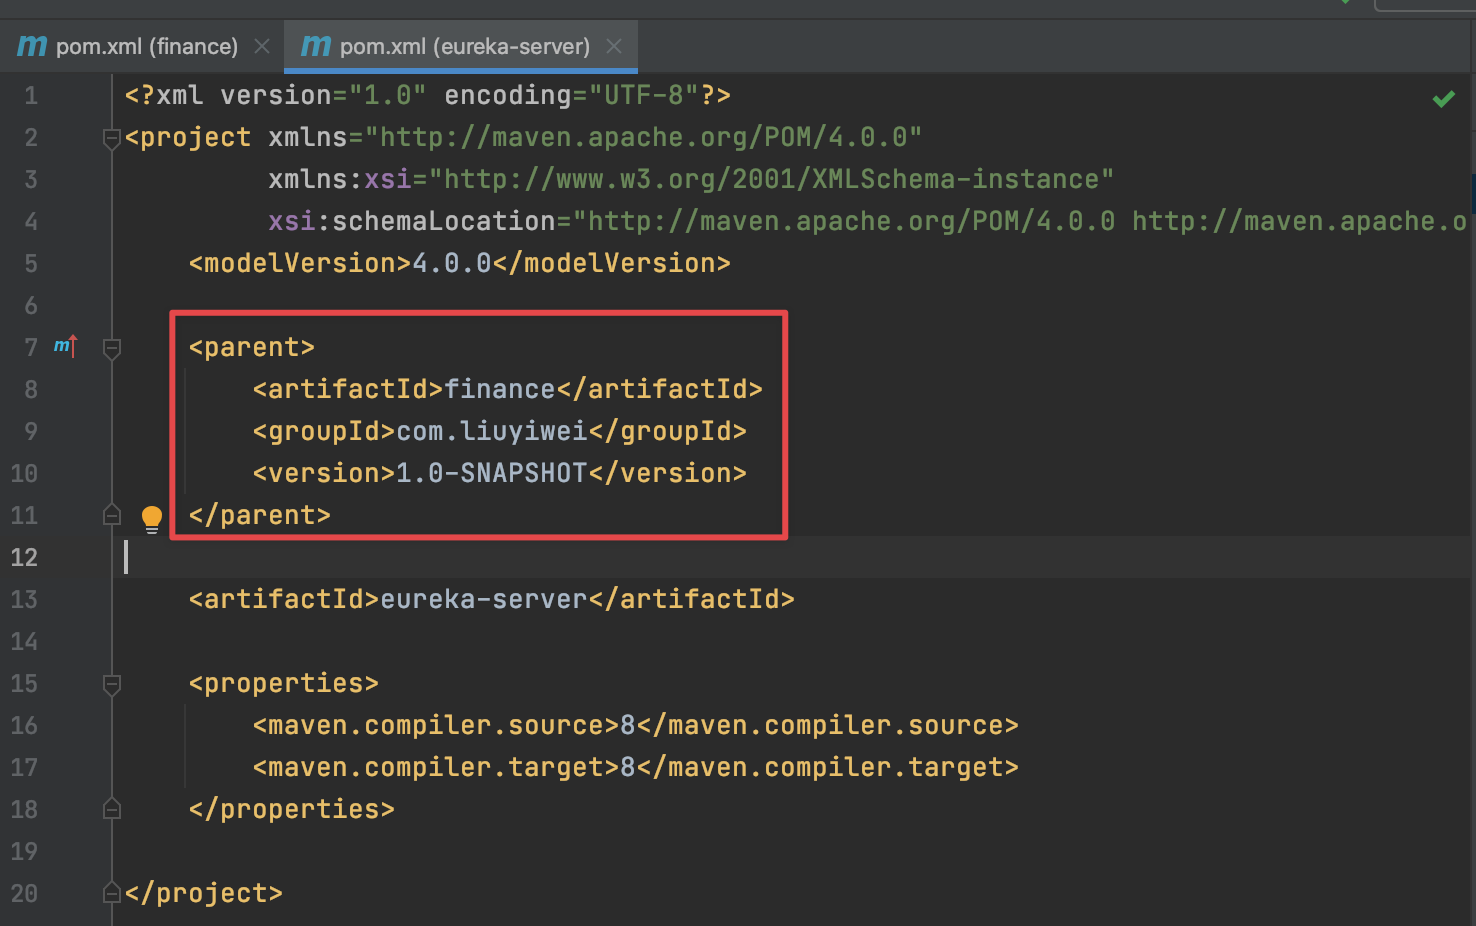 pom.xml (finance)
pom.xml (eureka-server)
1 <?xml version="1.0" encoding="UTF-8"?>
2 <project xmlns="http://maven.apache.org/POM/4.0.0"
3 xmlns:xsi="http://www.w3.org/2001/XMLSchema-instance"
4 xsi:schemaLocation="http://maven.apache.org/POM/4.0.0 http://maven.apache.o
5 <modelVersion>4.0.0</modelVersion>
6
7 <parent>
8 <artifactId>finance</artifactId>
9 <groupId>com.liuyiwei</groupId>
10 <version>1.0-SNAPSHOT</version>
11 </parent>
12
13 <artifactId>eureka-server</artifactId>
14
15 <properties>
16 <maven.compiler.source>8</maven.compiler.source>
17 <maven.compiler.target>8</maven.compiler.target>
18 </properties>
19
20 </project>